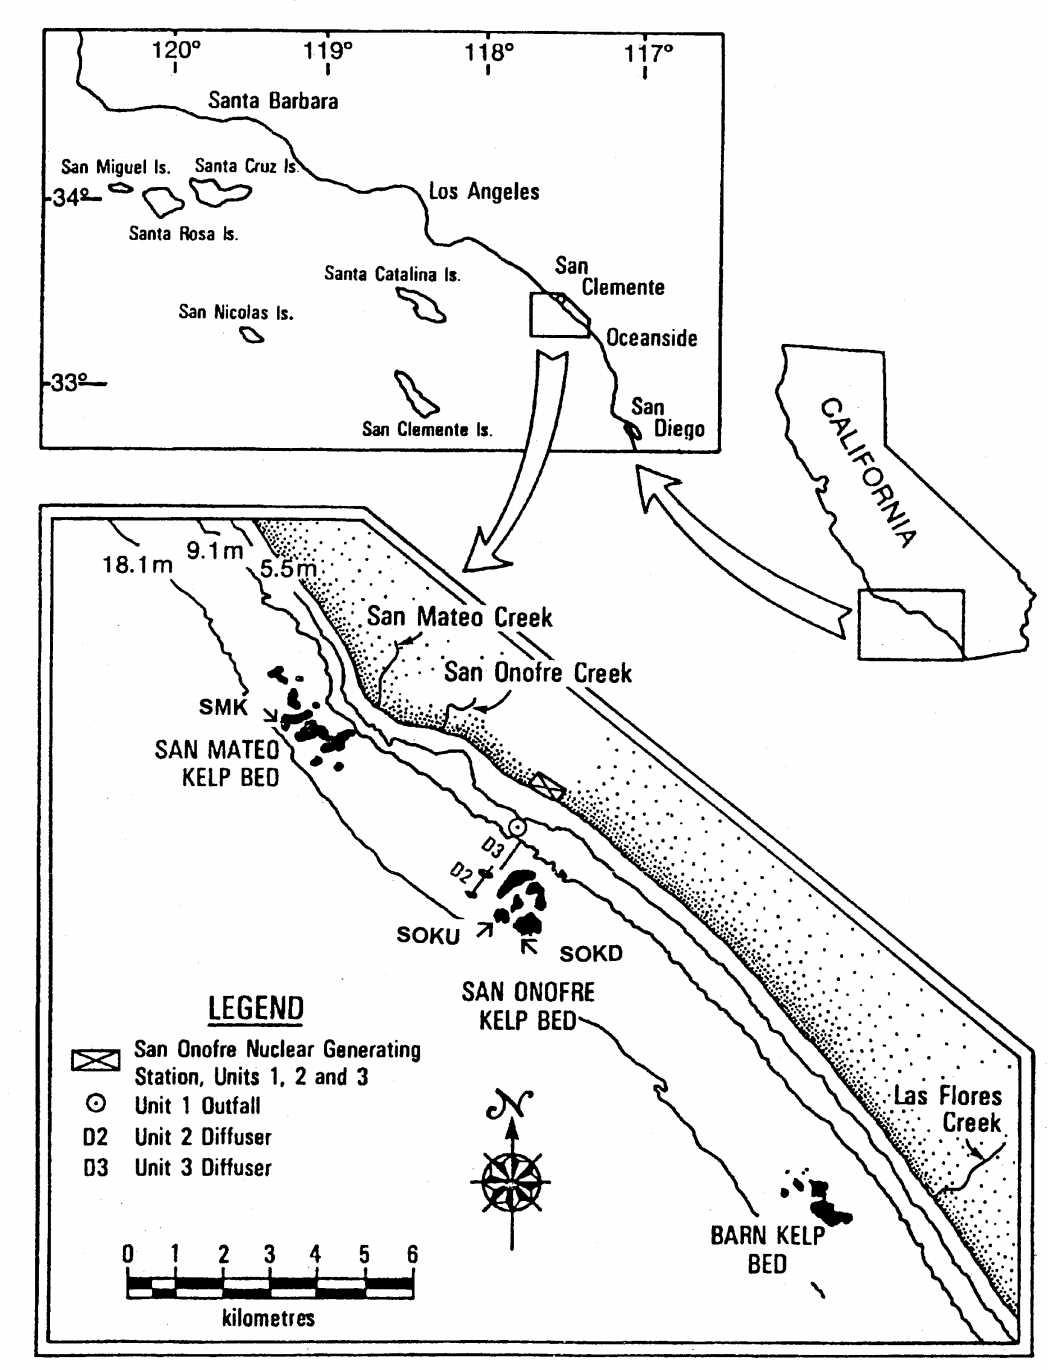 120° 119° 118° 117°
Santa Barbara
San Miguel Is. Santa Cruz Is.
Los Angeles
34°
Santa Rosa Is.
San
Clemente
Santa Catalina Is.
San Nicolas Is.
Oceanside
33°
San
Diego
San Clemente Is.
CALIFORNIA
18.1m 9.1m 5.5m
San Mateo Creek
San Onofre Creek
SMK
SAN MATEO
KELP BED
D3
D2
SOKU
SOKD
SAN ONOFRE
KELP BED
LEGEND
San Onofre Nuclear Generating
Station, Units 1, 2 and 3
Unit 1 Outfall
D2 Unit 2 Diffuser
D3 Unit 3 Diffuser
N
Las Flores
Creek
BARN KELP
BED
0 1 2 3 4 5 6
kilometres